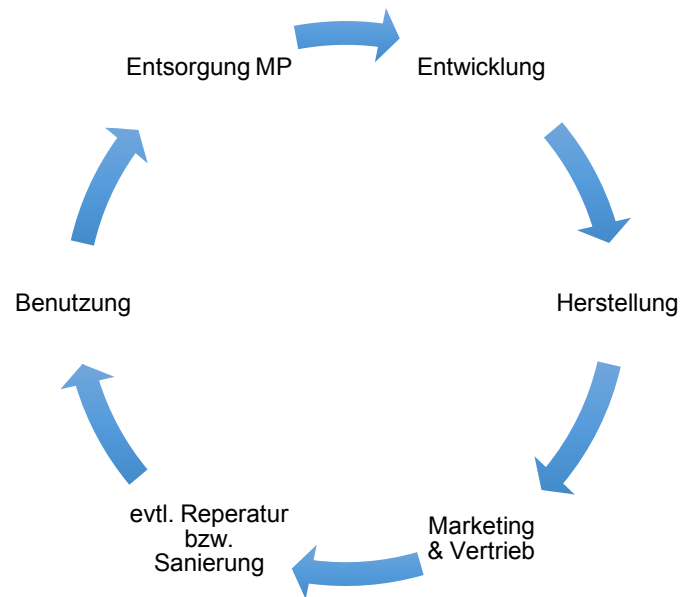 Entsorgung MP
Entwicklung
Benutzung
Herstellung
evtl. Reperatur
bzw.
Sanierung
Marketing
& Vertrieb